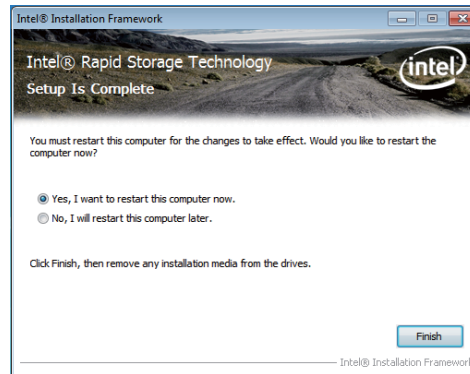 Intel® Installation Framework
Intel® Rapid Storage Technology
Setup Is Complete
intel
You must restart this computer for the changes to take effect. Would you like to restart the
computer now?
Yes, I want to restart this computer now.
No, I will restart this computer later.
Click Finish, then remove any installation media from the drives.
Finish
Intel® Installation Framework